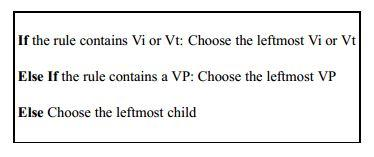 If the rule contains Vi or Vt: Choose the leftmost Vi or Vt
Else If the rule contains a VP: Choose the leftmost VP
Else Choose the leftmost child